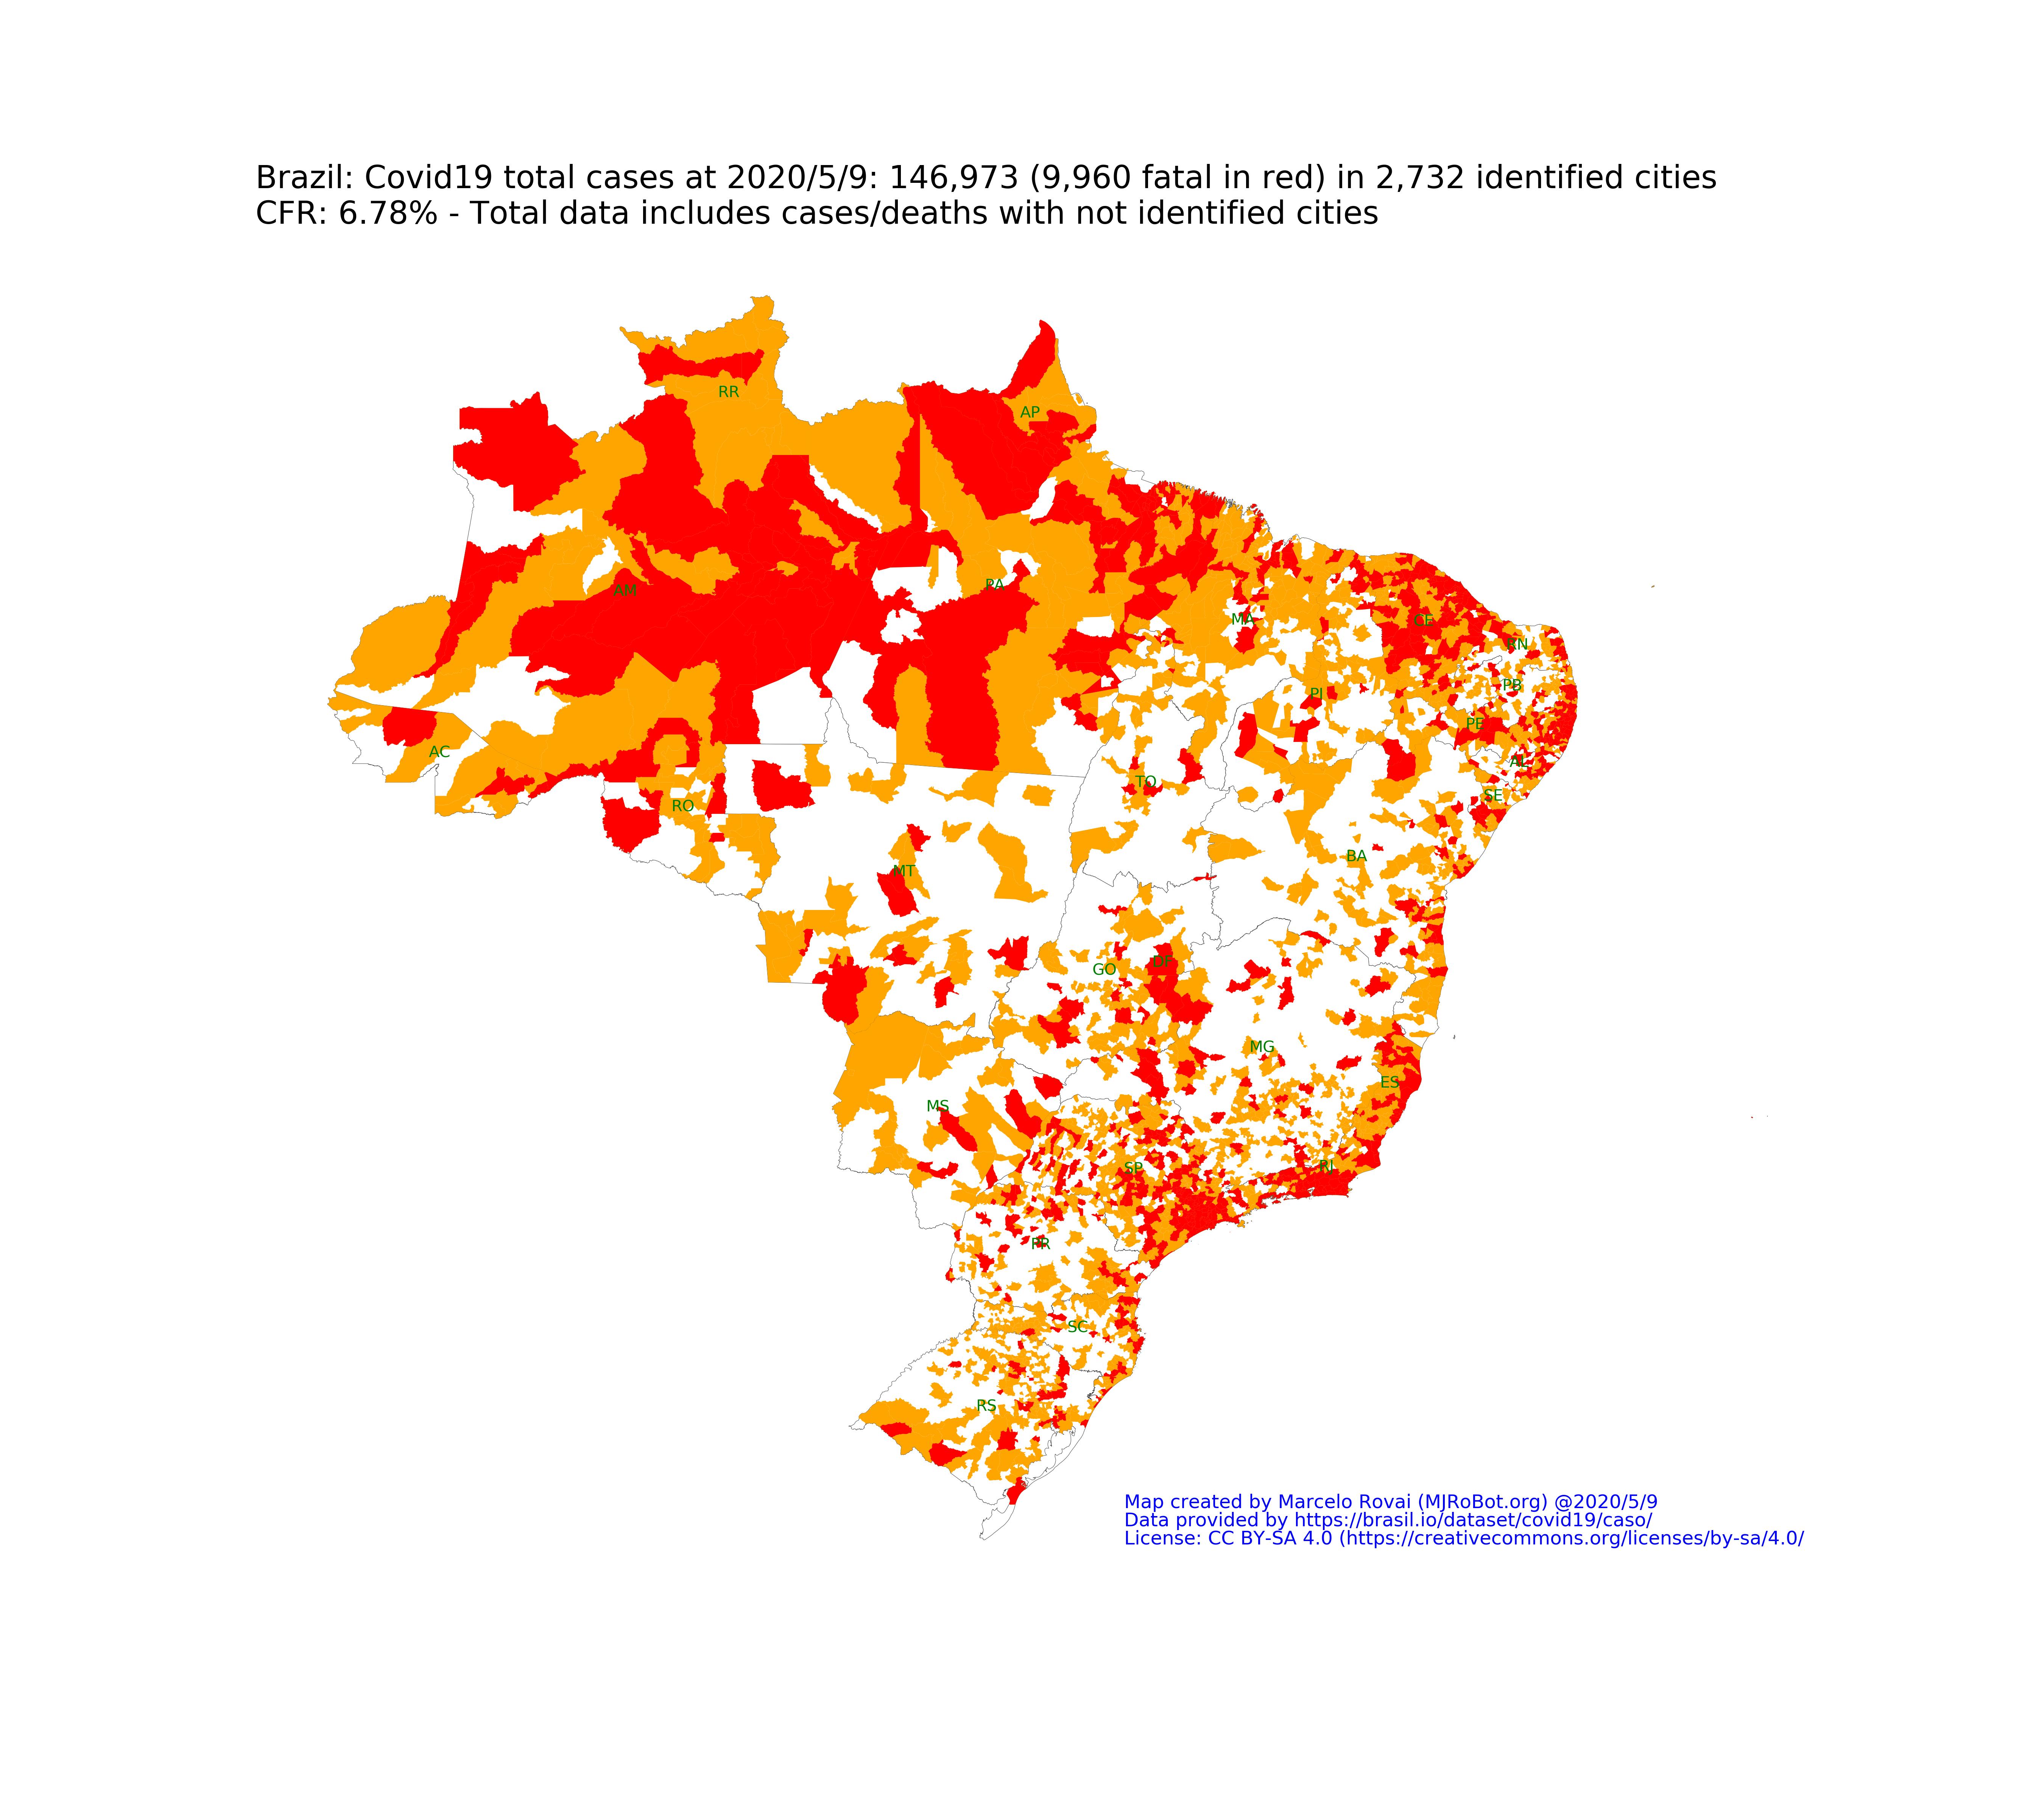 Brazil: Covid19 total cases at 2020/5/9: 146,973 (9,960 fatal in red) in 2,732 identified cities
CFR: 6.78% - Total data includes cases/deaths with not identified cities
RR
AP
AM
PA
MA
CE
RN
PB
PI
PE
AC
AL
TO
SE
RO
BA
MT
DF
GO
MG
ES
MS
RJ
SP
PR
SC
RS
Map created by Marcelo Rovai (MJRoBot.org) @2020/5/9
Data provided by https://brasil.io/dataset/covid19/caso/
License: CC BY-SA 4.0 (https://creativecommons.org/licenses/by-sa/4.0/